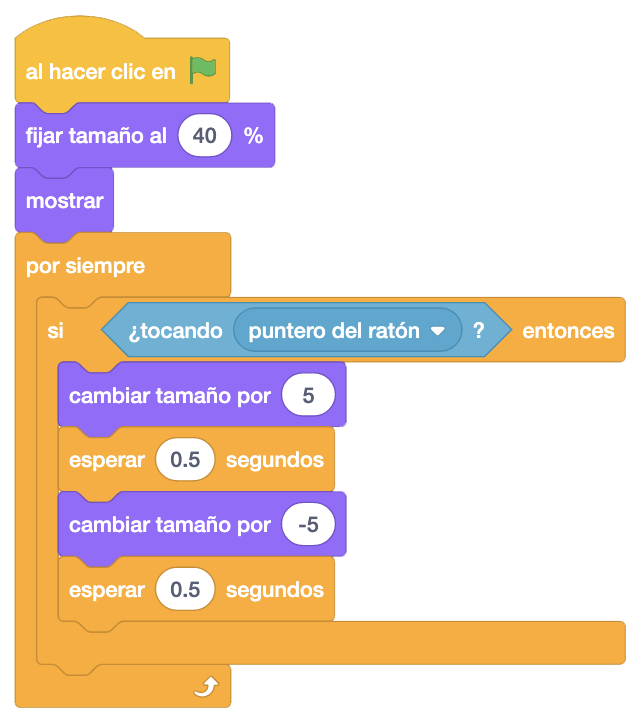 al hacer clic en
fijar tamaño al 40 %
mostrar
por siempre
si ¿tocando puntero del ratón ? entonces
cambiar tamaño por 5
esperar 0.5 segundos
cambiar tamaño por -5
esperar 0.5 segundos